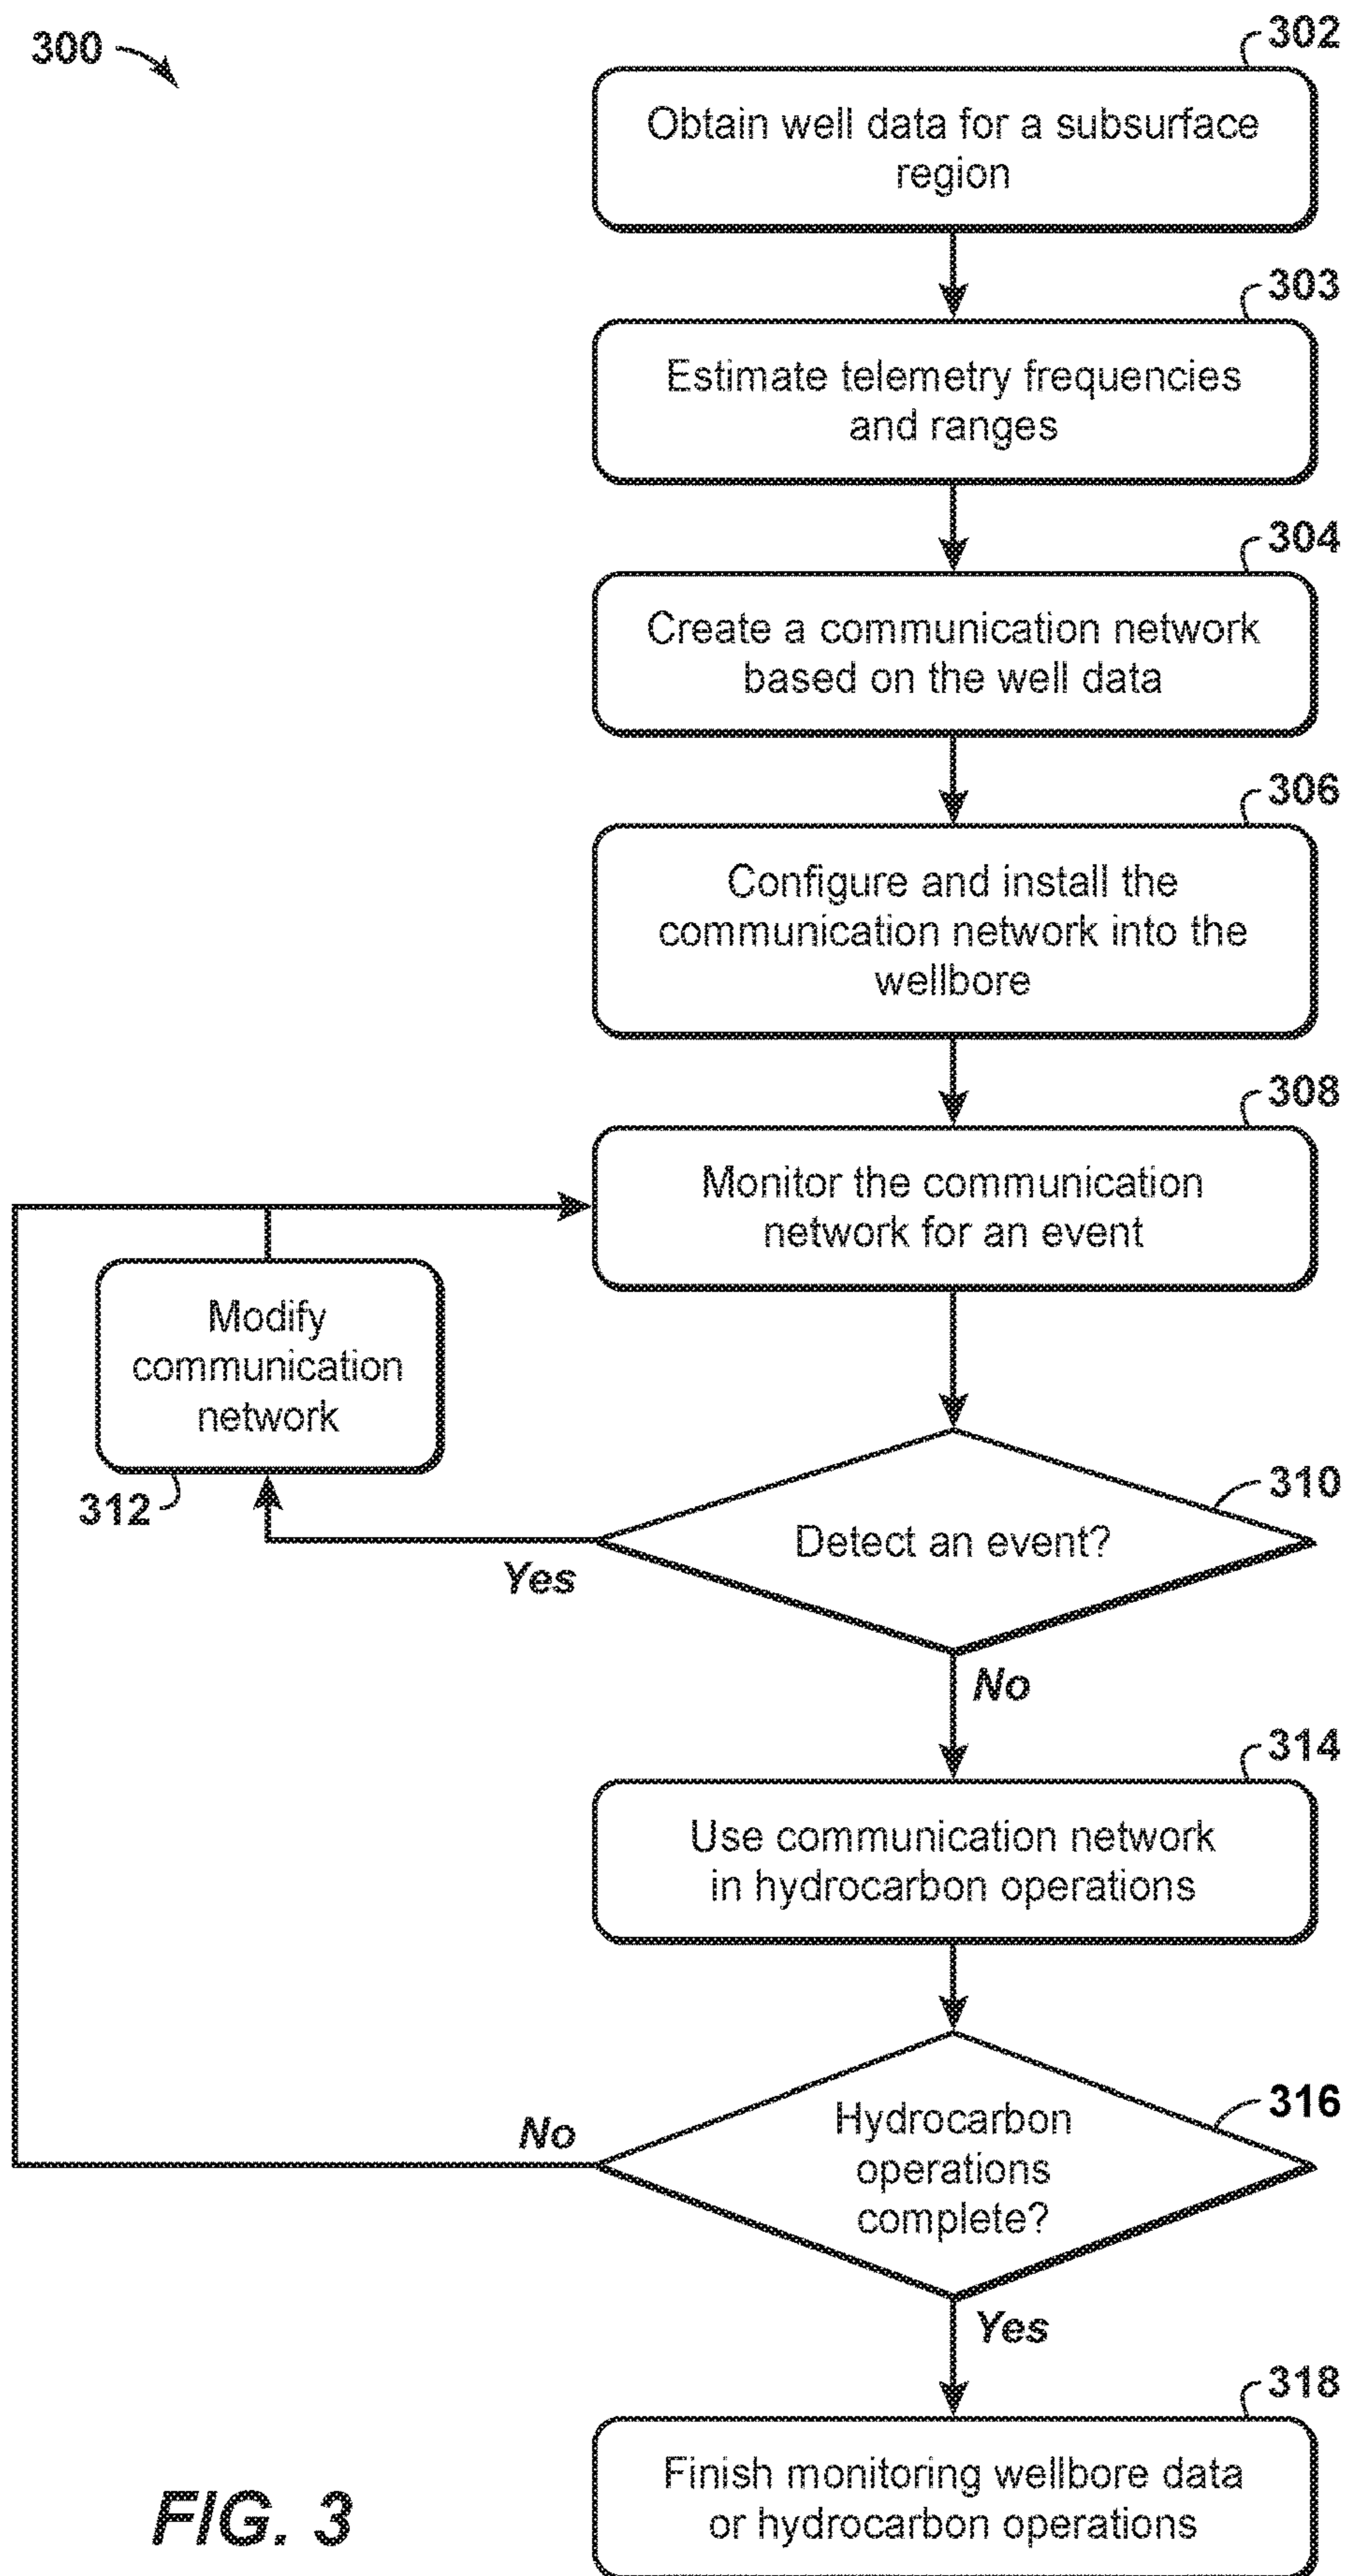 300
302
Obtain well data for a subsurface
region
303
Estimate telemetry frequencies
and ranges
304
Create a communication network
based on the well data
306
Configure and install the
communication network into the
wellbore
308
Monitor the communication
network for an event
Modify
communication
network
312
310
Detect an event?
Yes
No
314
Use communication network
in hydrocarbon operations
316
Hydrocarbon
operations
complete?
No
Yes
318
Finish monitoring wellbore data
or hydrocarbon operations
FIG. 3